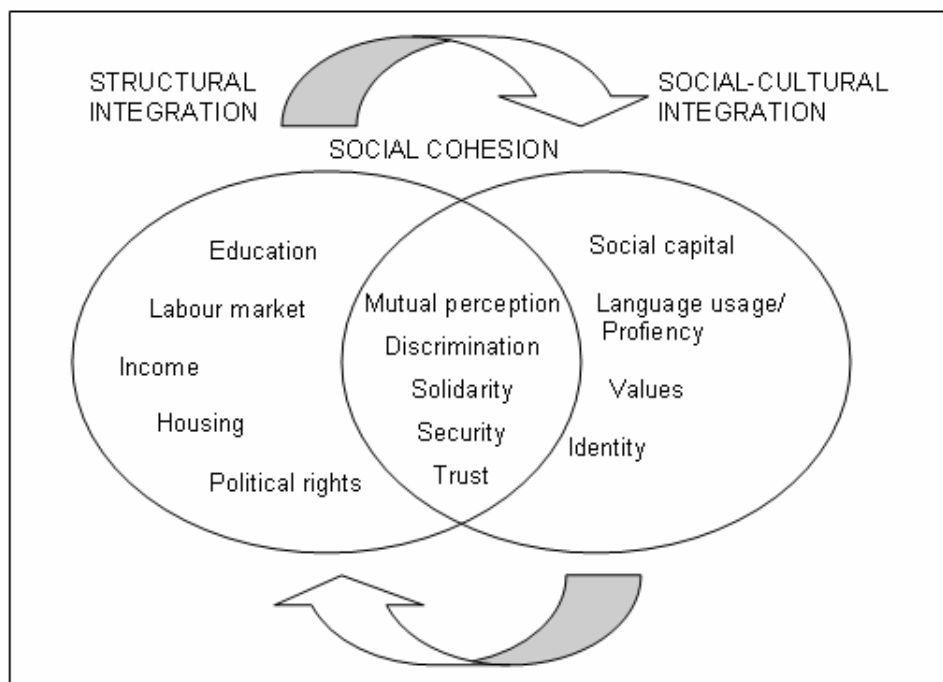 STRUCTURAL
INTEGRATION
SOCIAL-CULTURAL
INTEGRATION
SOCIAL COHESION
Education
Labour market
Income
Housing
Political rights
Mutual perception
Discrimination
Solidarity
Security
Trust
Social capital
Language usage/
Profiency
Values
Identity